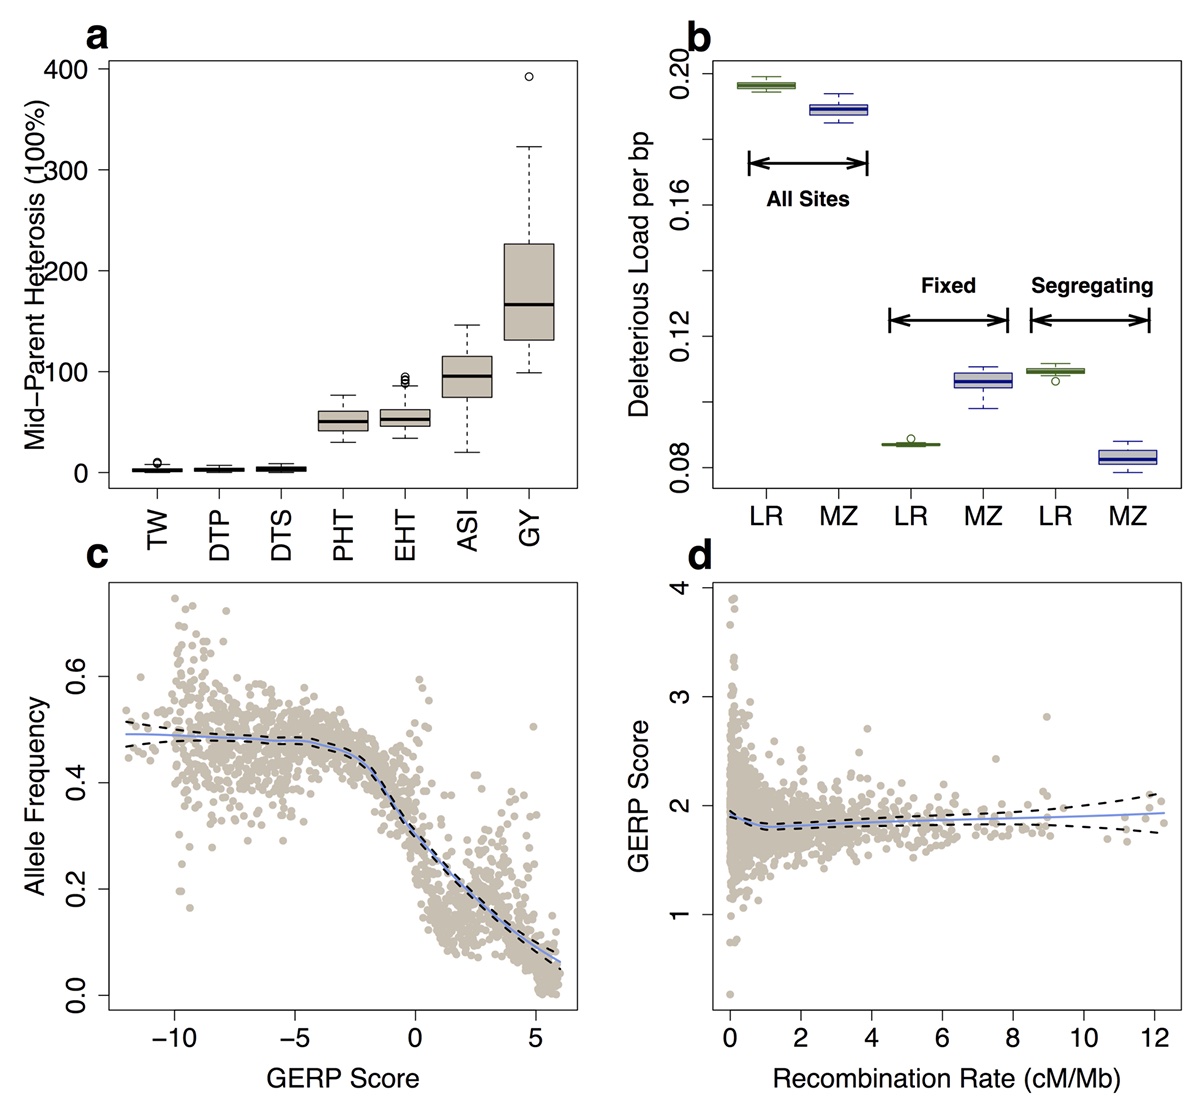 a
Mid−Parent Heterosis (100%)
400
300
200
100
0
TW DTP DTS PHT EHT ASI GY
b
Deleterious Load per bp
0.20
0.16
0.12
0.08
All Sites
Fixed
Segregating
LR MZ LR MZ LR MZ
c
Allele Frequency
0.6
0.4
0.2
0.0
−10 −5 0 5
GERP Score
d
GERP Score
4
3
2
1
0 2 4 6 8 10 12
Recombination Rate (cM/Mb)